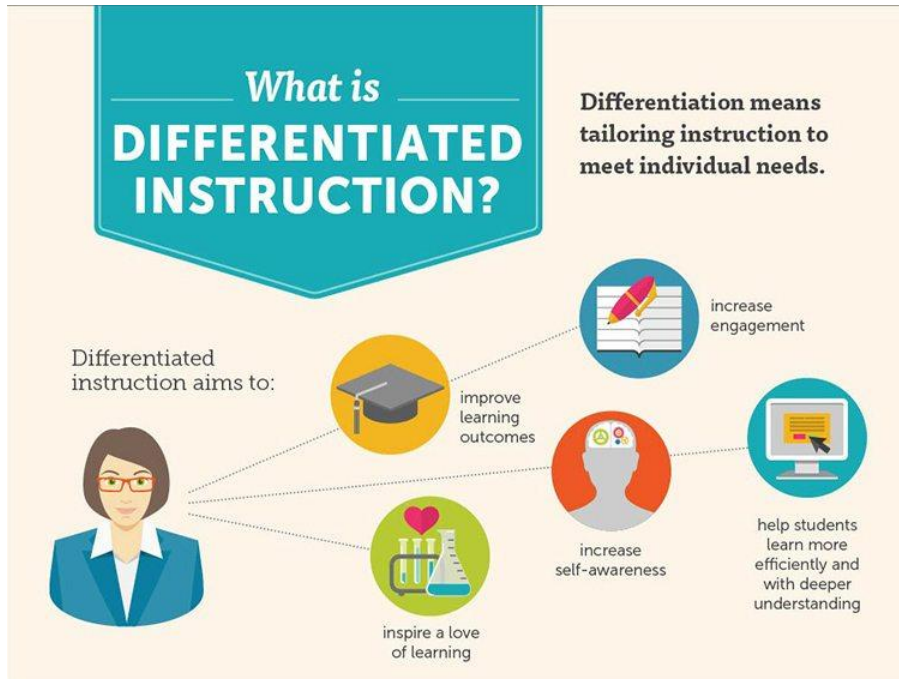 What is
DIFFERENTIATED
INSTRUCTION?
Differentiation means
tailoring instruction to
meet individual needs.
Differentiated
instruction aims to:
improve
learning
outcomes
increase
engagement
inspire a love
of learning
increase
self-awareness
help students
learn more
efficiently and
with deeper
understanding